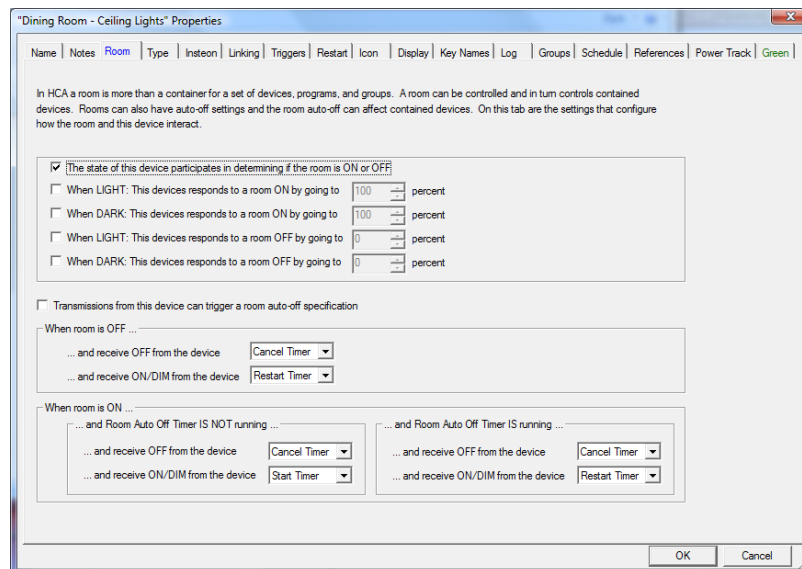 "Dining Room - Ceiling Lights" Properties
Name Notes Room Type Insteon Linking Triggers Restart Icon Display Key Names Log Groups Schedule References Power Track Green
In HCA a room is more than a container for a set of devices, programs, and groups. A room can be controlled and in turn controls contained
devices. Rooms can also have auto-off settings and the room auto-off can affect contained devices. On this tab are the settings that configure
how the room and this device interact.
The state of this device participates in determining if the room is ON or OFF
When LIGHT: This devices responds to a room ON by going to 100 percent
When DARK: This devices responds to a room ON by going to 100 percent
When LIGHT: This devices responds to a room OFF by going to 0 percent
When DARK: This devices responds to a room OFF by going to 0 percent
Transmissions from this device can trigger a room auto-off specification
When room is OFF ...
... and receive OFF from the device Cancel Timer
... and receive ON/DIM from the device Restart Timer
When room is ON ...
... and Room Auto Off Timer IS NOT running ... ... and Room Auto Off Timer IS running ...
... and receive OFF from the device Cancel Timer ... and receive OFF from the device Cancel Timer
... and receive ON/DIM from the device Start Timer ... and receive ON/DIM from the device Restart Timer
OK Cancel